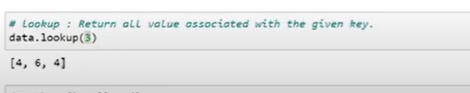 # Lookup : Return all value associated with the given key.
data.lookup(3)
[4, 6, 4]